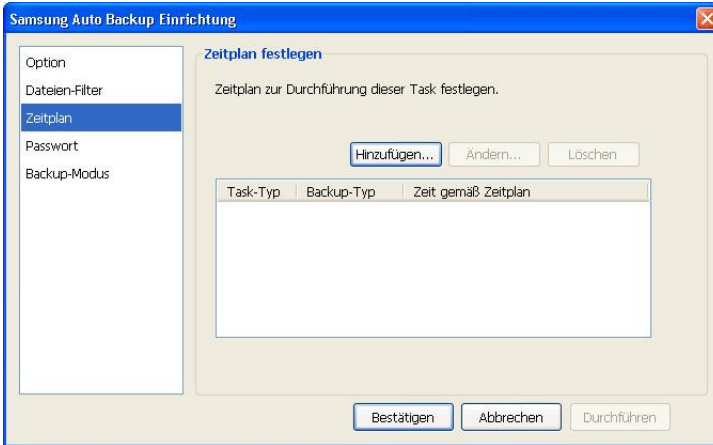 Samsung Auto Backup Einrichtung
Option
Dateien-Filter
Zeitplan
Passwort
Backup-Modus
Zeitplan festlegen
Zeitplan zur Durchführung dieser Task festlegen.
Hinzufügen... Ändern... Löschen
Task-Typ Backup-Typ Zeit gemäß Zeitplan
Bestätigen Abbrechen Durchführen